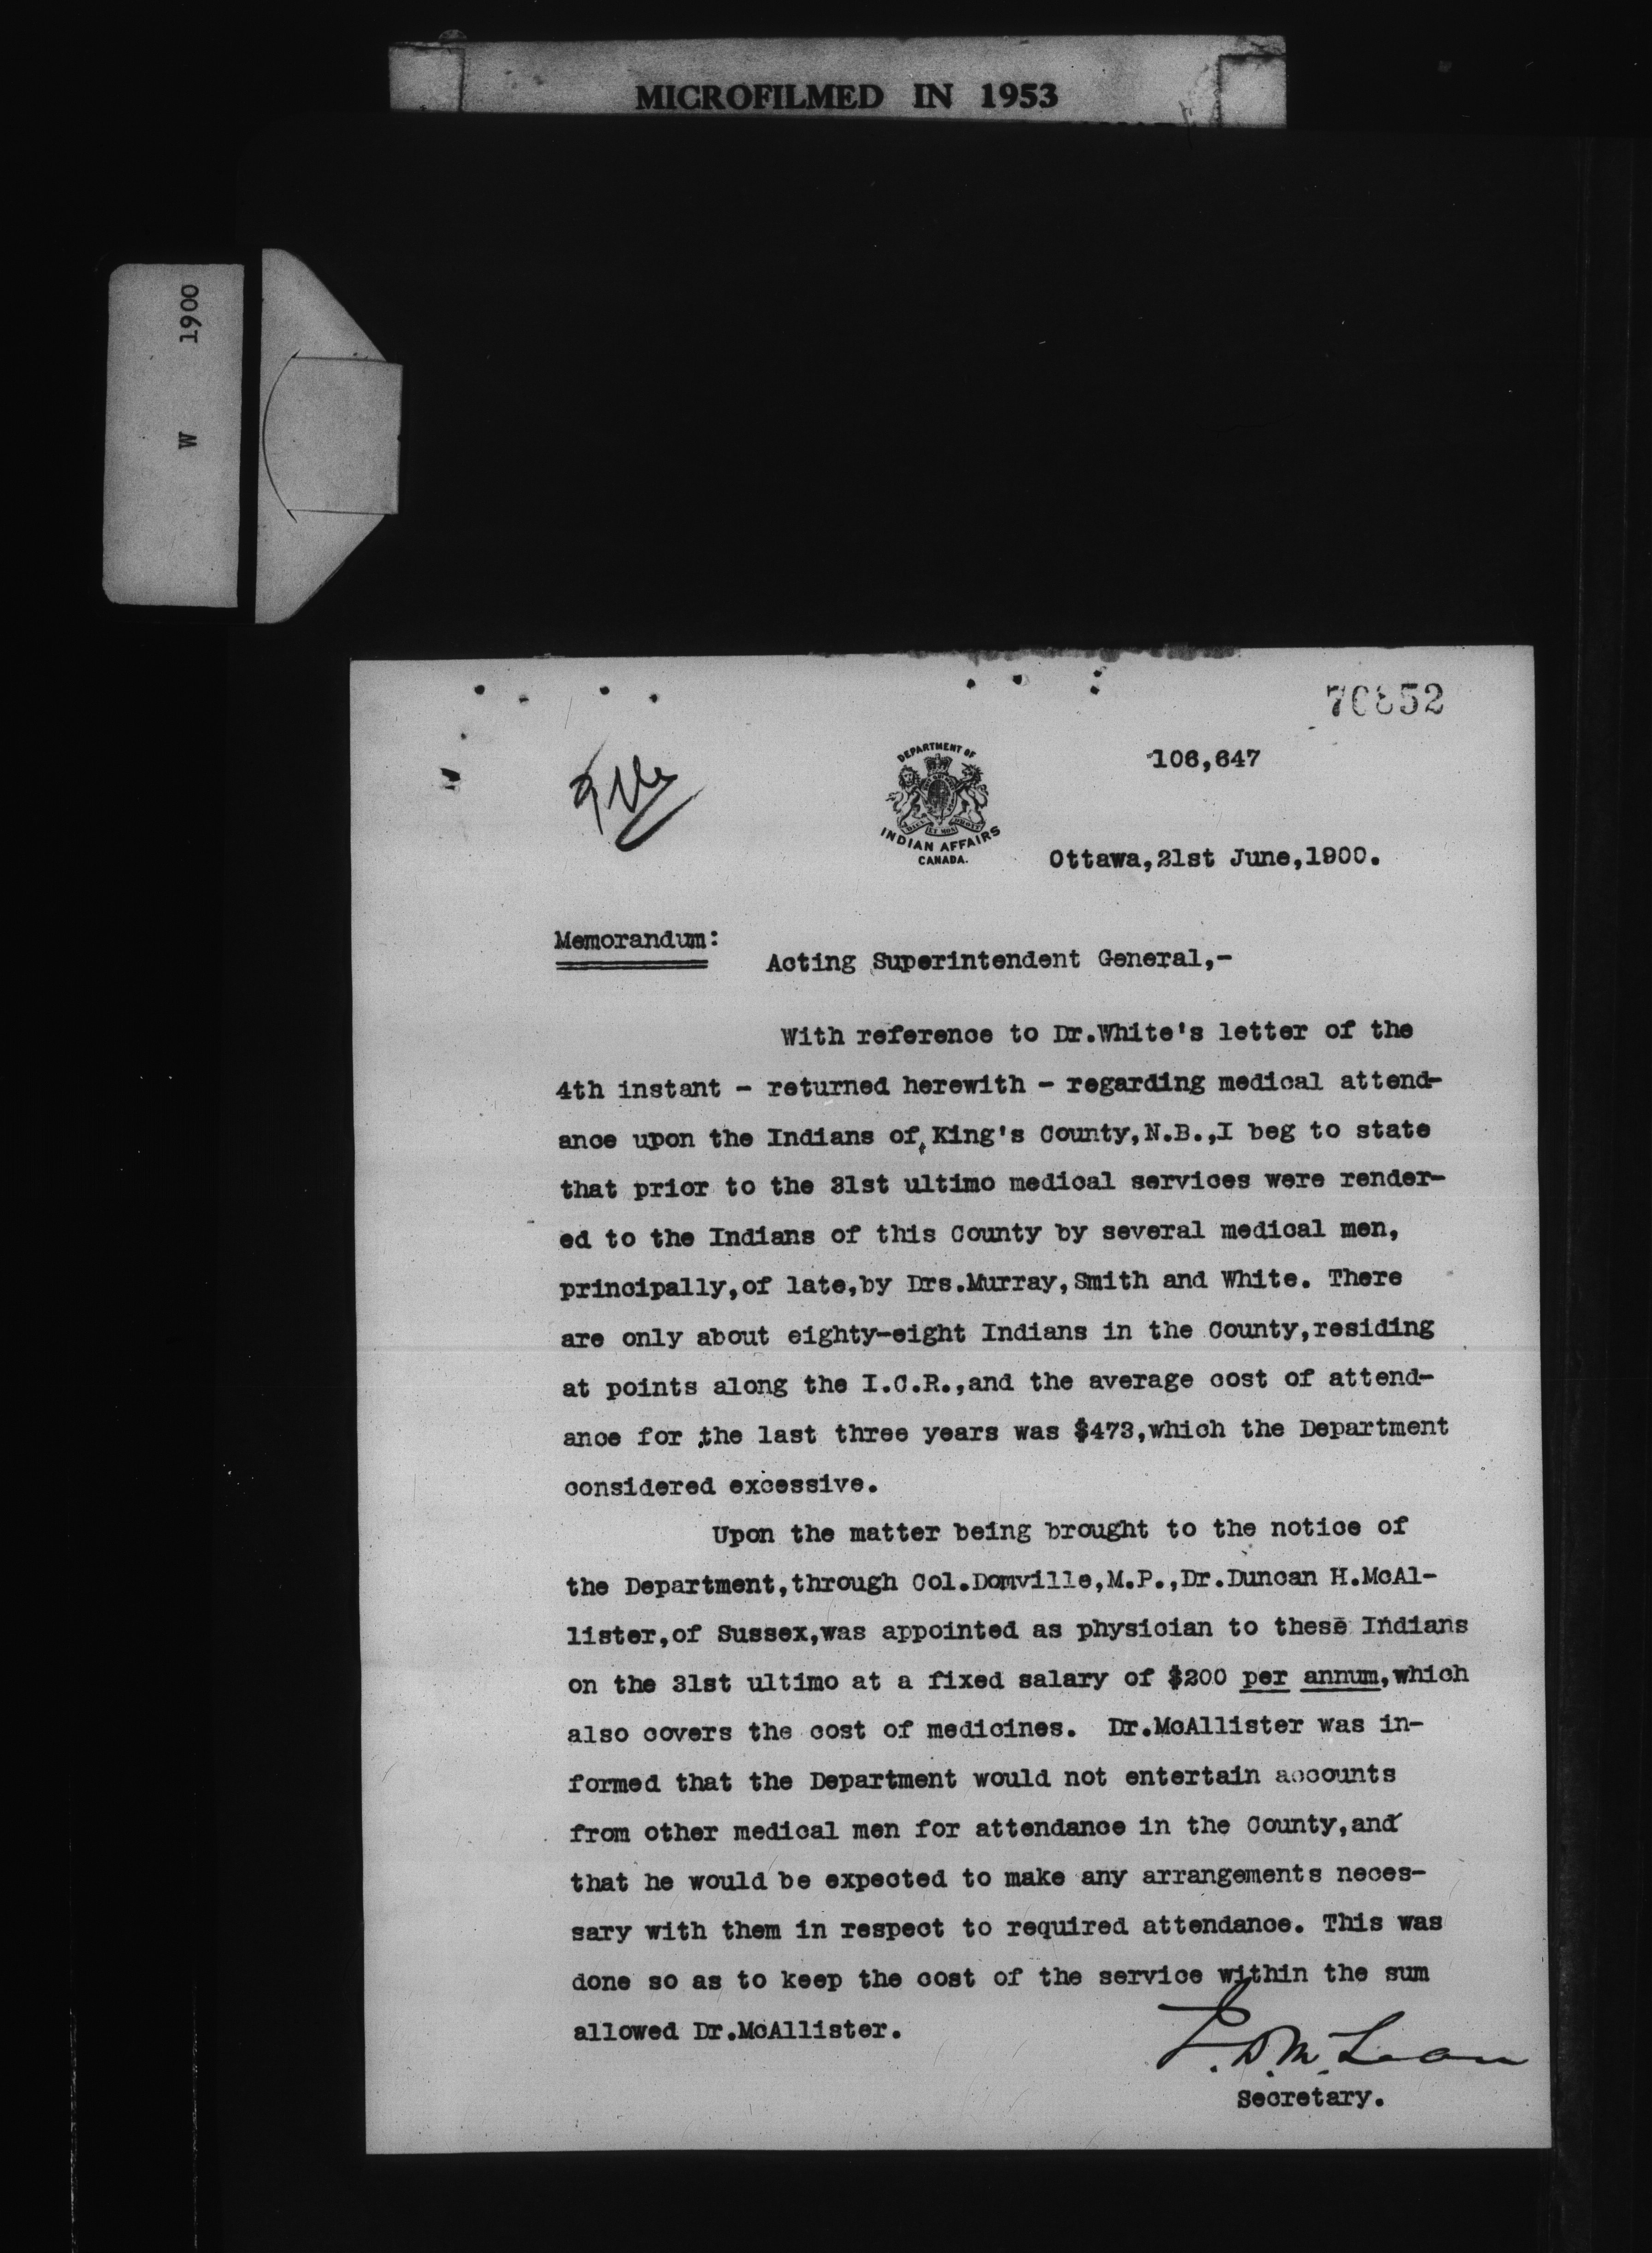 MICROFILMED IN 1953
W 1900
70852
106,647
DEPARTMENT OF
INDIAN AFFAIRS
CANADA.
Ottawa,21st June,1900.
Memorandum:
Acting Superintendent General,-
With reference to Dr.White's letter of the
4th instant - returned herewith - regarding medical attend-
ance upon the Indians of King's County,N.B.,I beg to state
that prior to the 31st ultimo medical services were render-
ed to the Indians of this County by several medical men,
principally,of late,by Drs.Murray,Smith and White. There
are only about eighty-eight Indians in the County,residing
at points along the I.C.R.,and the average cost of attend-
ance for the last three years was $473,which the Department
considered excessive.
Upon the matter being brought to the notice of
the Department,through Col.Domville,M.P.,Dr.Duncan H.McAl-
lister,of Sussex,was appointed as physician to these Indians
on the 31st ultimo at a fixed salary of $200 per annum,which
also covers the cost of medicines. Dr.McAllister was in-
formed that the Department would not entertain accounts
from other medical men for attendance in the County,and
that he would be expected to make any arrangements neces-
sary with them in respect to required attendance. This was
done so as to keep the cost of the service within the sum
allowed Dr.McAllister.
J.D.McLean
Secretary.